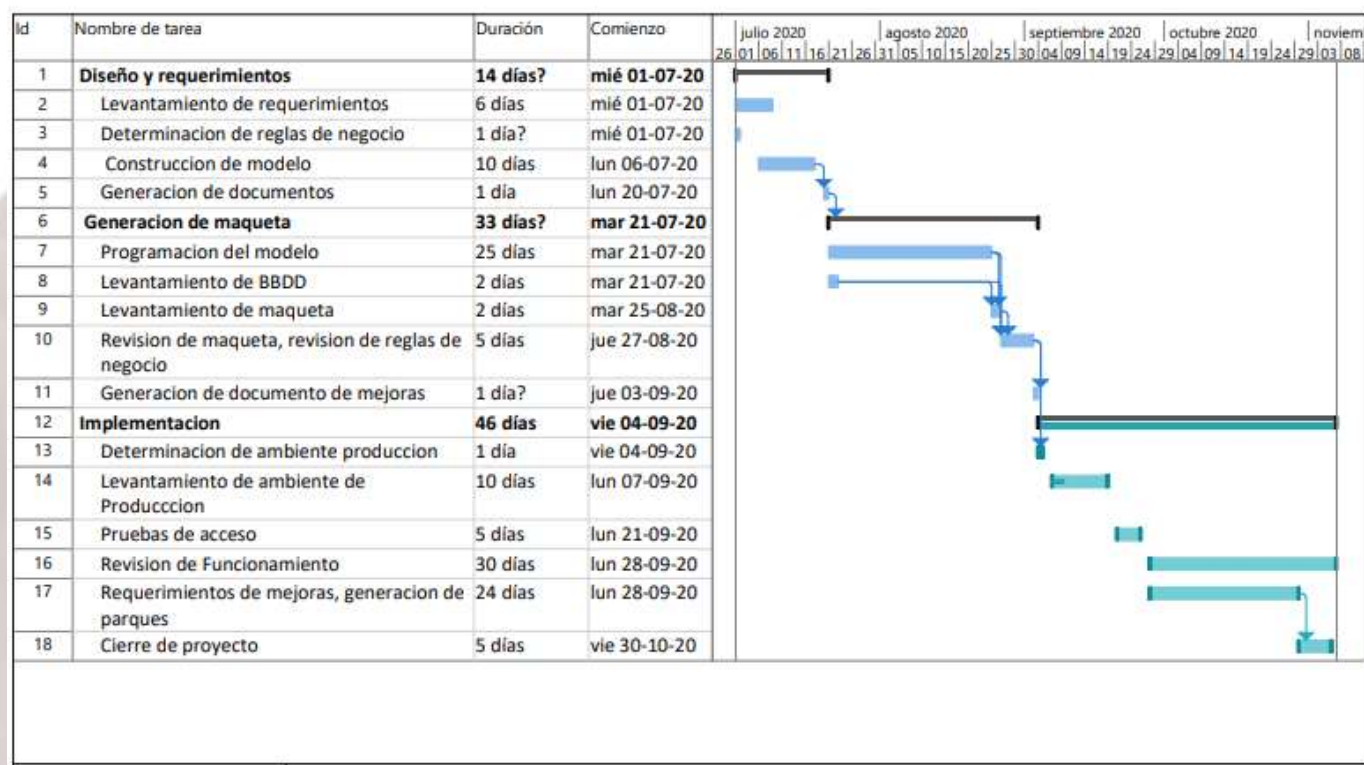 Id Nombre de tarea Duración Comienzo julio 2020 agosto 2020 septiembre 2020 octubre 2020 noviem
26 01 06 11 16 21 26 31 05 10 15 20 25 30 04 09 14 19 24 29 04 09 14 19 24 29 03 08
1 Diseño y requerimientos 14 días? mié 01-07-20
2 Levantamiento de requerimientos 6 días mié 01-07-20
3 Determinacion de reglas de negocio 1 día? mié 01-07-20
4 Construccion de modelo 10 días lun 06-07-20
5 Generacion de documentos 1 día lun 20-07-20
6 Generacion de maqueta 33 días? mar 21-07-20
7 Programacion del modelo 25 días mar 21-07-20
8 Levantamiento de BBDD 2 días mar 21-07-20
9 Levantamiento de maqueta 2 días mar 25-08-20
10 Revision de maqueta, revision de reglas de 5 días jue 27-08-20
negocio
11 Generacion de documento de mejoras 1 día? jue 03-09-20
12 Implementacion 46 días vie 04-09-20
13 Determinacion de ambiente produccion 1 día vie 04-09-20
14 Levantamiento de ambiente de 10 días lun 07-09-20
Producccion
15 Pruebas de acceso 5 días lun 21-09-20
16 Revision de Funcionamiento 30 días lun 28-09-20
17 Requerimientos de mejoras, generacion de 24 días lun 28-09-20
parques
18 Cierre de proyecto 5 días vie 30-10-20